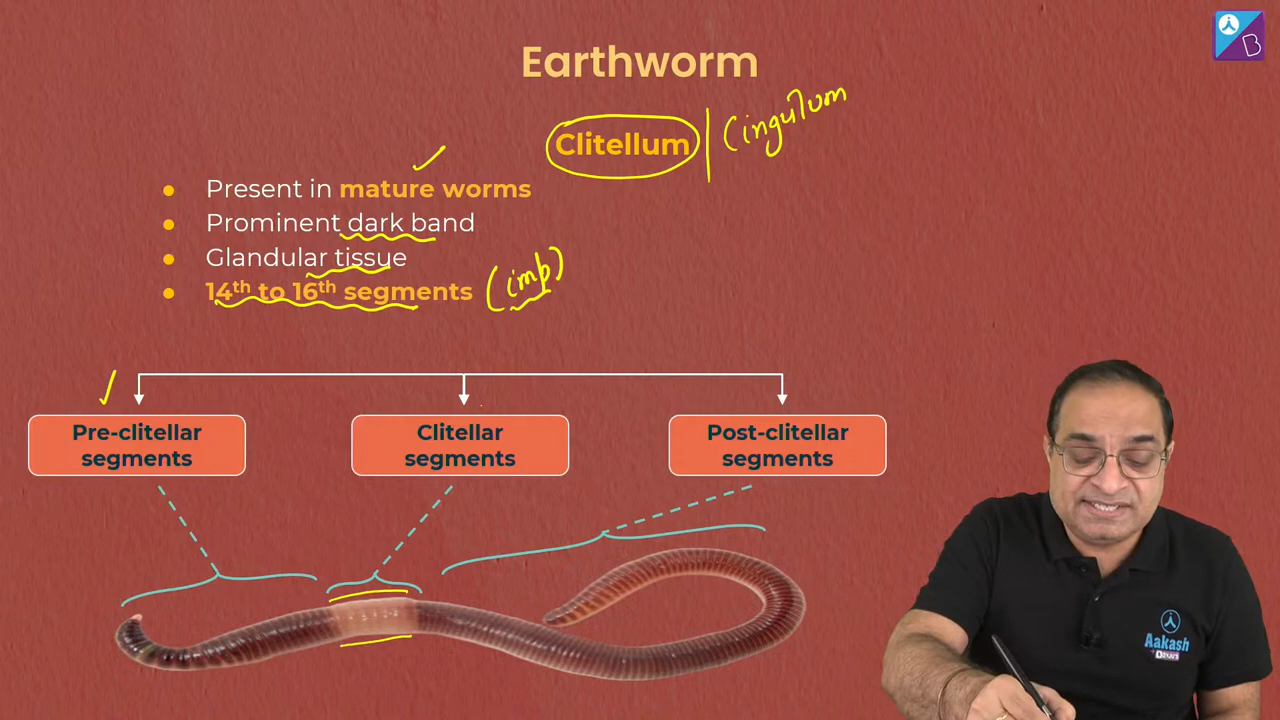 Earthworm
Clitellum | Cingulum
● Present in mature worms
● Prominent dark band
● Glandular tissue
● 14th to 16th segments (imp)
Pre-clitellar
segments
Clitellar
segments
Post-clitellar
segments
Aakash
+BYJU'S
B